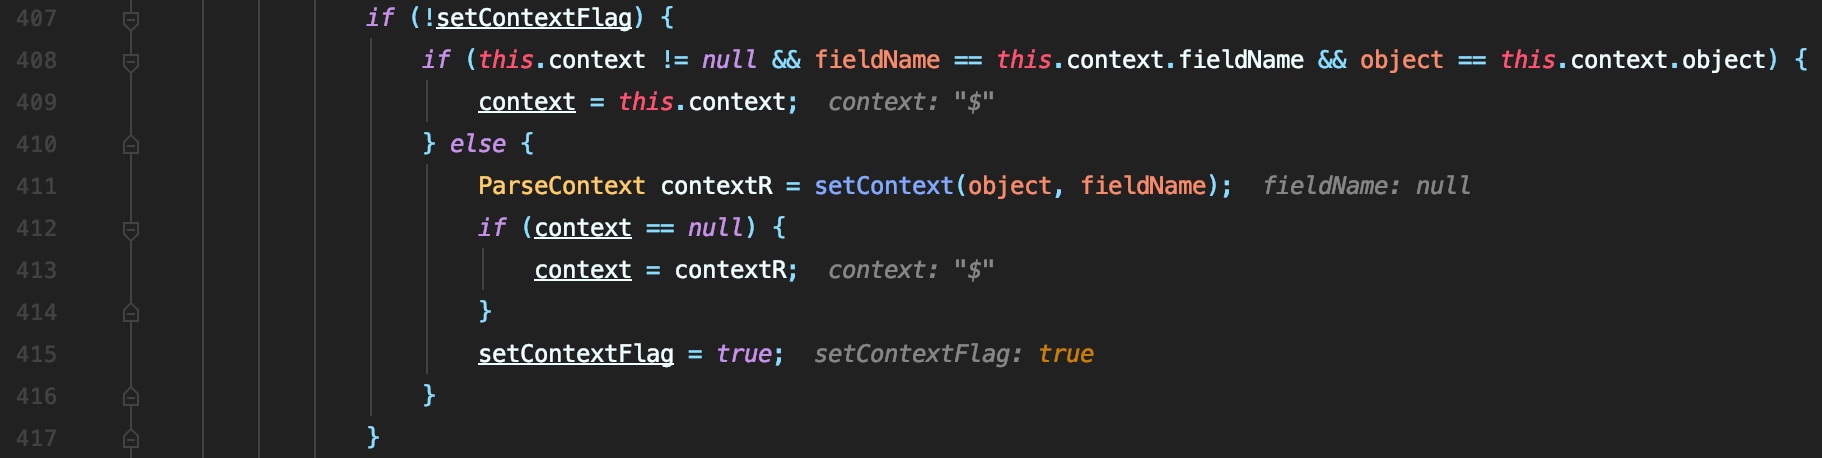 407 if (!setContextFlag) {
408 if (this.context != null && fieldName == this.context.fieldName && object == this.context.object) {
409 context = this.context; context: "$"
410 } else {
411 ParseContext contextR = setContext(object, fieldName); fieldName: null
412 if (context == null) {
413 context = contextR; context: "$"
414 }
415 setContextFlag = true; setContextFlag: true
416 }
417 }